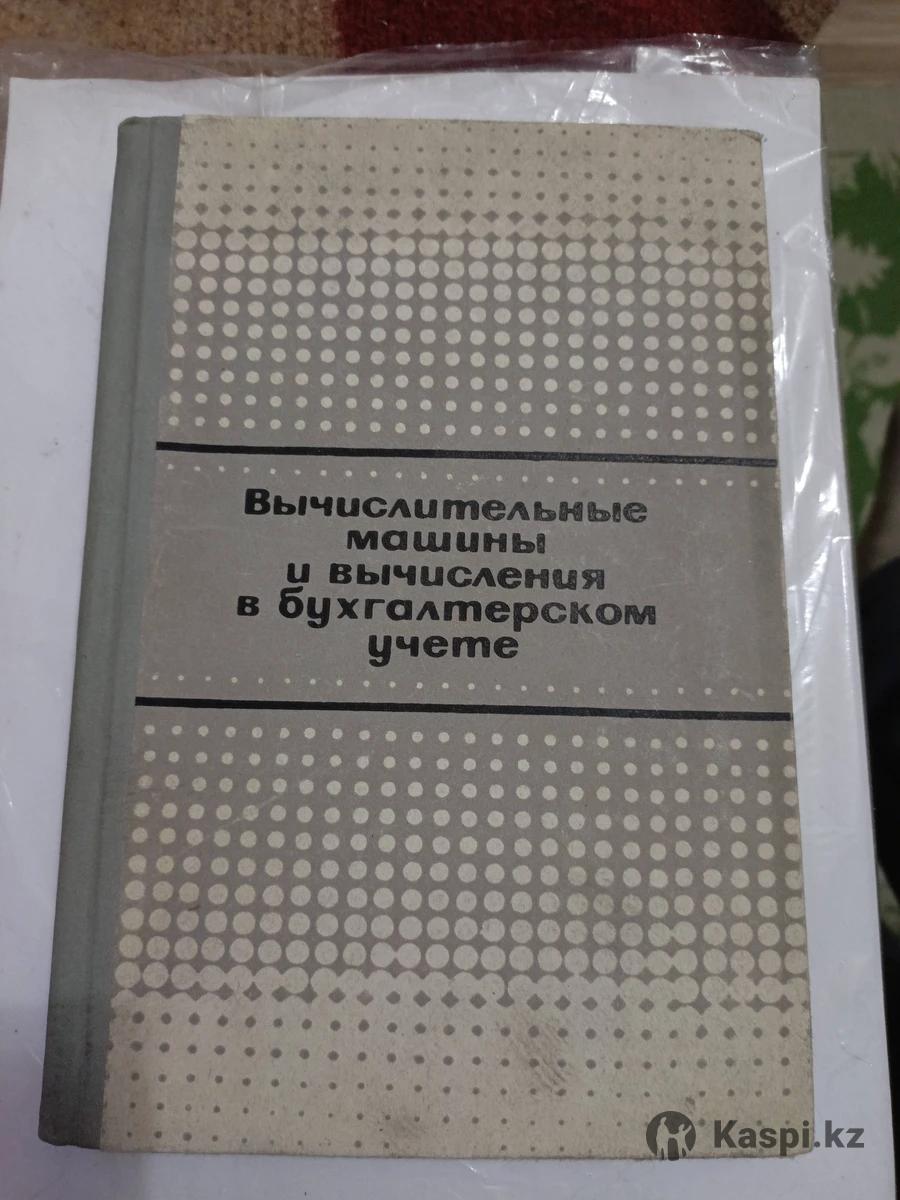 Вычислительные
машины
и вычисления
в бухгалтерском
учете
Kaspi.kz